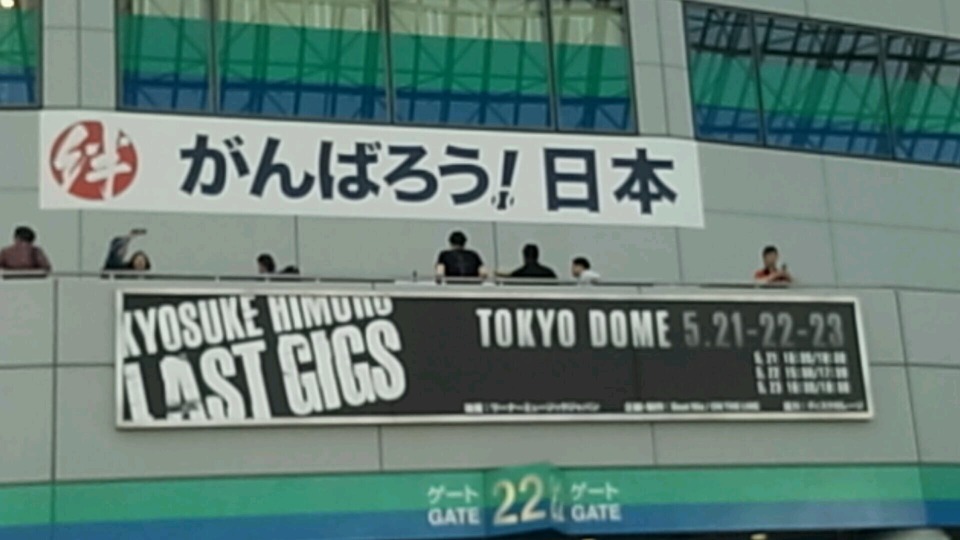 絆
がんばろう! 日本
KYOSUKE HIMURO
LAST GIGS
TOKYO DOME 5.21-22-23
ゲート 22 ゲート
GATE GATE